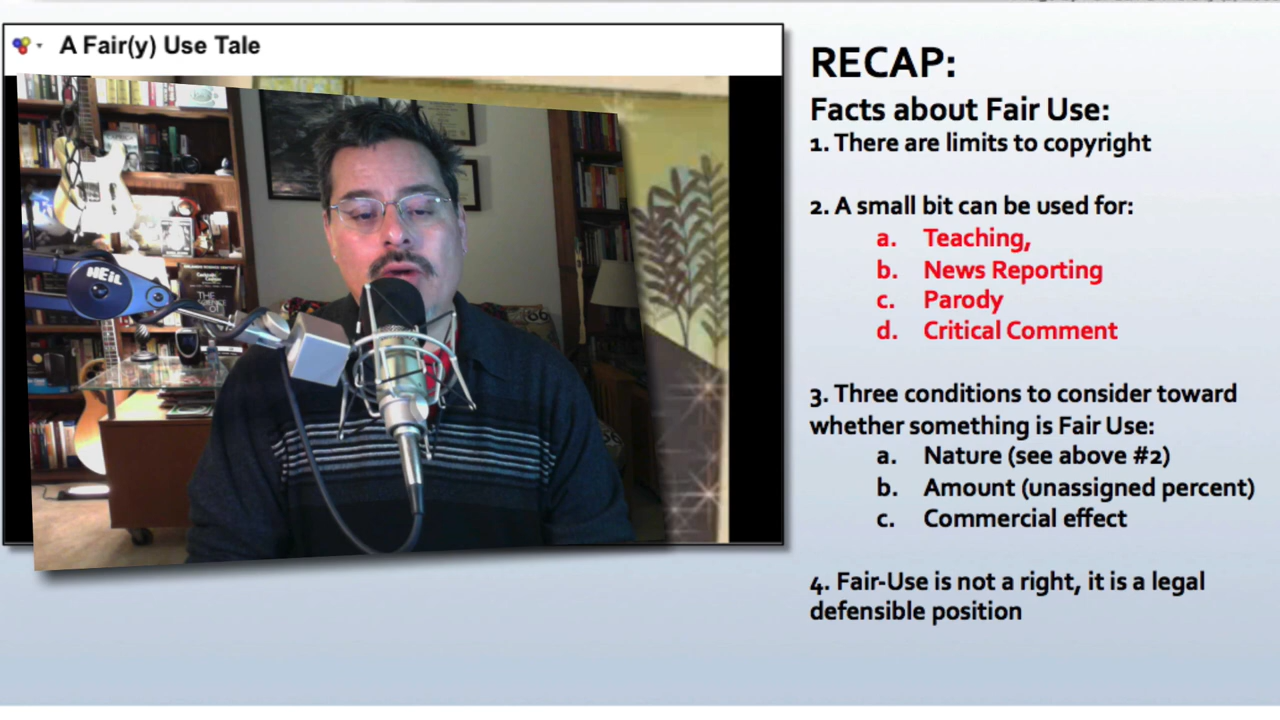 A Fair(y) Use Tale
RECAP:
Facts about Fair Use:
1. There are limits to copyright
2. A small bit can be used for:
a. Teaching,
b. News Reporting
c. Parody
d. Critical Comment
3. Three conditions to consider toward
whether something is Fair Use:
a. Nature (see above #2)
b. Amount (unassigned percent)
c. Commercial effect
4. Fair-Use is not a right, it is a legal
defensible position
HEIL
THE
66